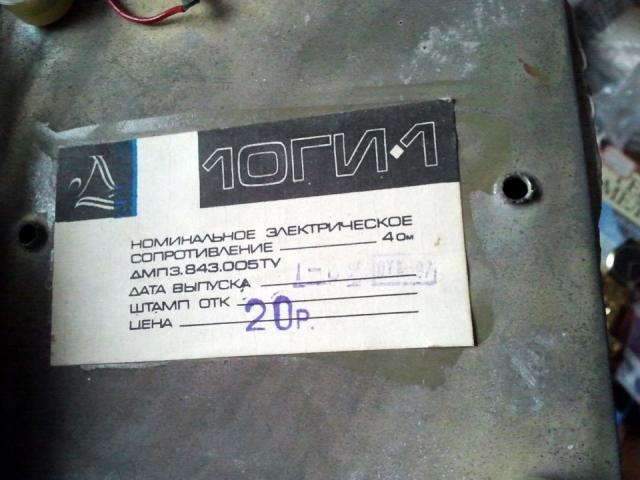 10ГИ-1
НОМИНАЛЬНОЕ ЭЛЕКТРИЧЕСКОЕ
СОПРОТИВЛЕНИЕ 4 Ом
ДМП3.843.005ТУ
ДАТА ВЫПУСКА
ШТАМП ОТК
ЦЕНА 20р.